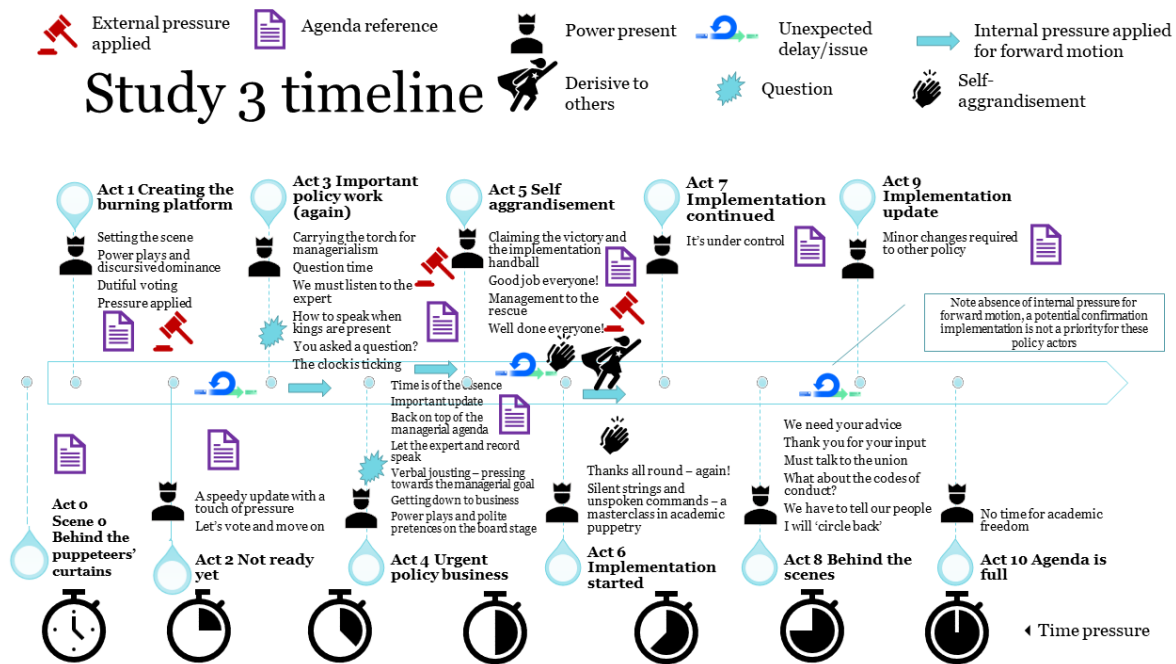 External pressure
applied
Agenda reference
Power present
Unexpected
delay/issue
Internal pressure applied
for forward motion
Study 3 timeline
Derisive to
others
Question
Self-
aggrandisement
Act 1 Creating the
burning platform
Setting the scene
Power plays and
discursive dominance
Dutiful voting
Pressure applied
Act 3 Important
policy work
(again)
Carrying the torch for
managerialism
Question time
We must listen to the
expert
How to speak when
kings are present
You asked a question?
The clock is ticking
Act 5 Self
aggrandisement
Claiming the victory and
the implementation
handball
Good job everyone!
Management to the
rescue
Well done everyone!
Act 7
Implementation
continued
It's under control
Act 9
Implementation
update
Minor changes required
to other policy
Note absence of internal pressure for
forward motion, a potential confirmation
implementation is not a priority for these
policy actors
Act 0
Scene 0
Behind the
puppeteers'
curtains
A speedy update with a
touch of pressure
Let's vote and move on
Act 2 Not ready
yet
Time is of the essence
Important update
Back on top of the
managerial agenda
Let the expert and record
speak
Verbal jousting – pressing
towards the managerial goal
Getting down to business
Power plays and polite
pretences on the board stage
Act 4 Urgent
policy business
Thanks all round – again!
Silent strings and
unspoken commands – a
masterclass in academic
puppetry
Act 6
Implementation
started
We need your advice
Thank you for your input
Must talk to the union
What about the codes of
conduct?
We have to tell our people
I will 'circle back'
Act 8 Behind the
scenes
No time for academic
freedom
Act 10 Agenda is
full
Time pressure